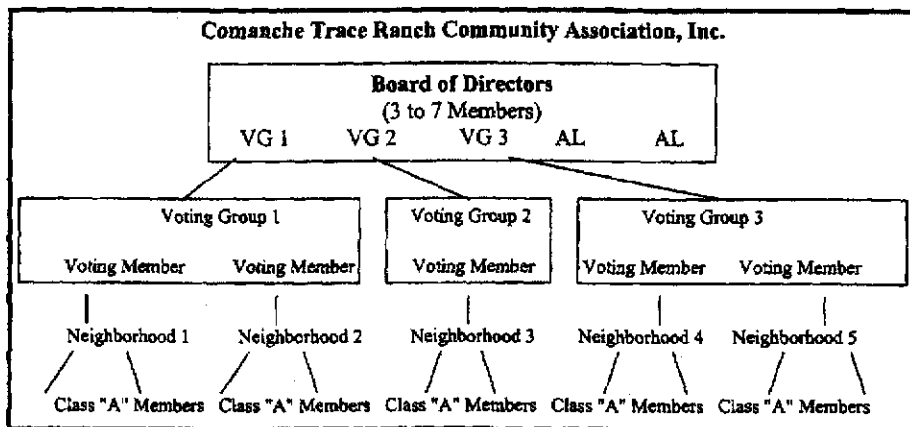 Comanche Trace Ranch Community Association, Inc.
Board of Directors
(3 to 7 Members)
VG 1 VG 2 VG 3 AL AL
Voting Group 1 Voting Group 2 Voting Group 3
Voting Member Voting Member Voting Member Voting Member Voting Member
Neighborhood 1 Neighborhood 2 Neighborhood 3 Neighborhood 4 Neighborhood 5
Class "A" Members Class "A" Members Class "A" Members Class "A" Members Class "A" Members